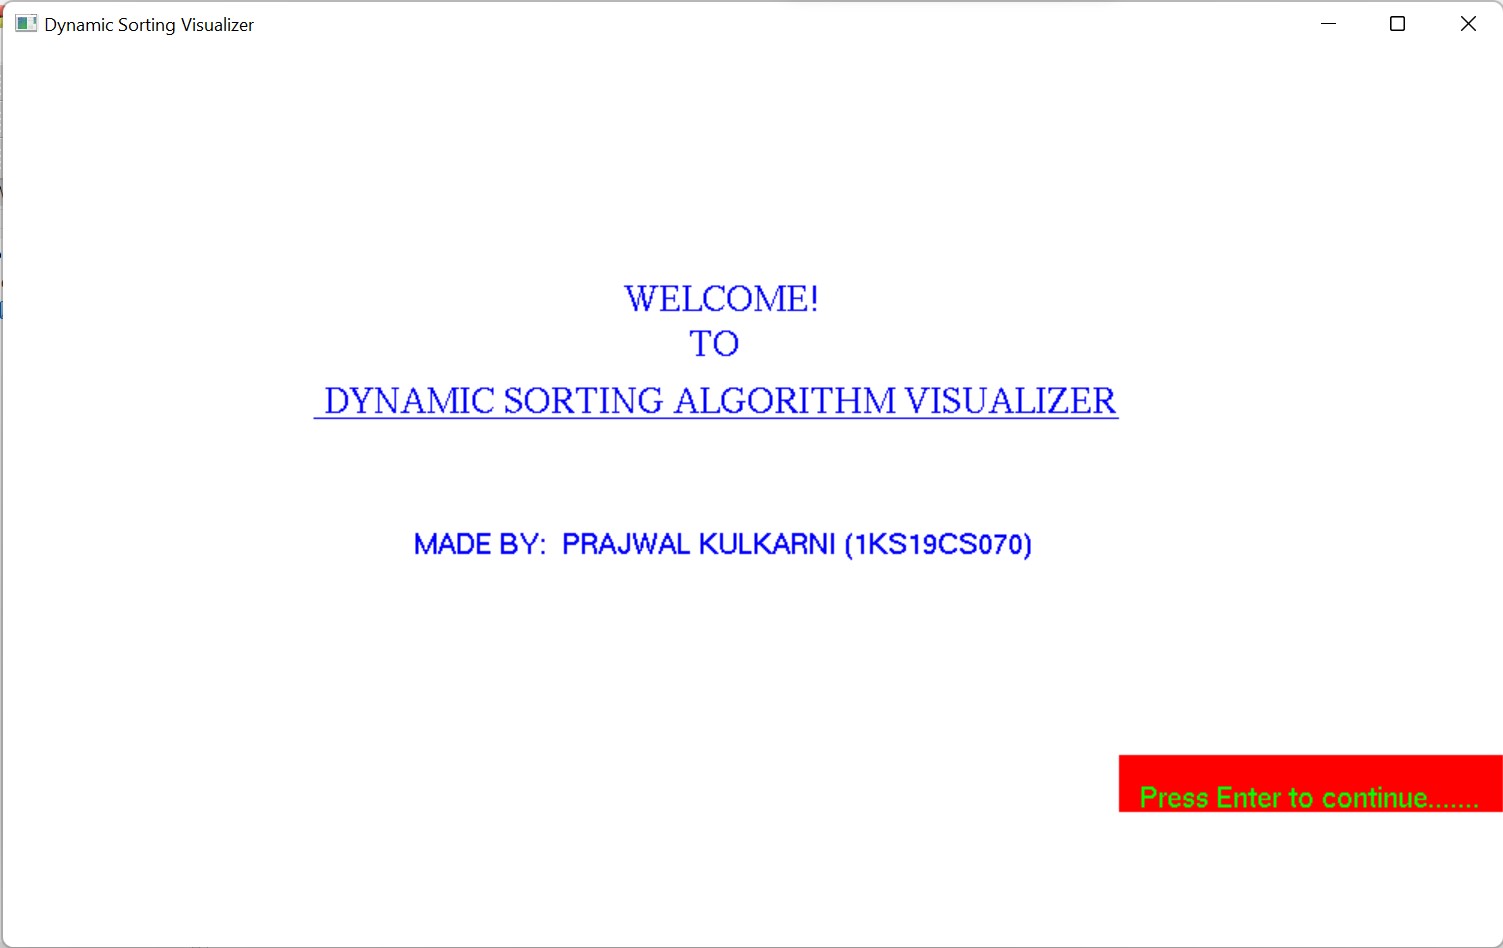 Dynamic Sorting Visualizer
WELCOME!
TO
DYNAMIC SORTING ALGORITHM VISUALIZER
MADE BY:  PRAJWAL KULKARNI (1KS19CS070)
Press Enter to continue.......